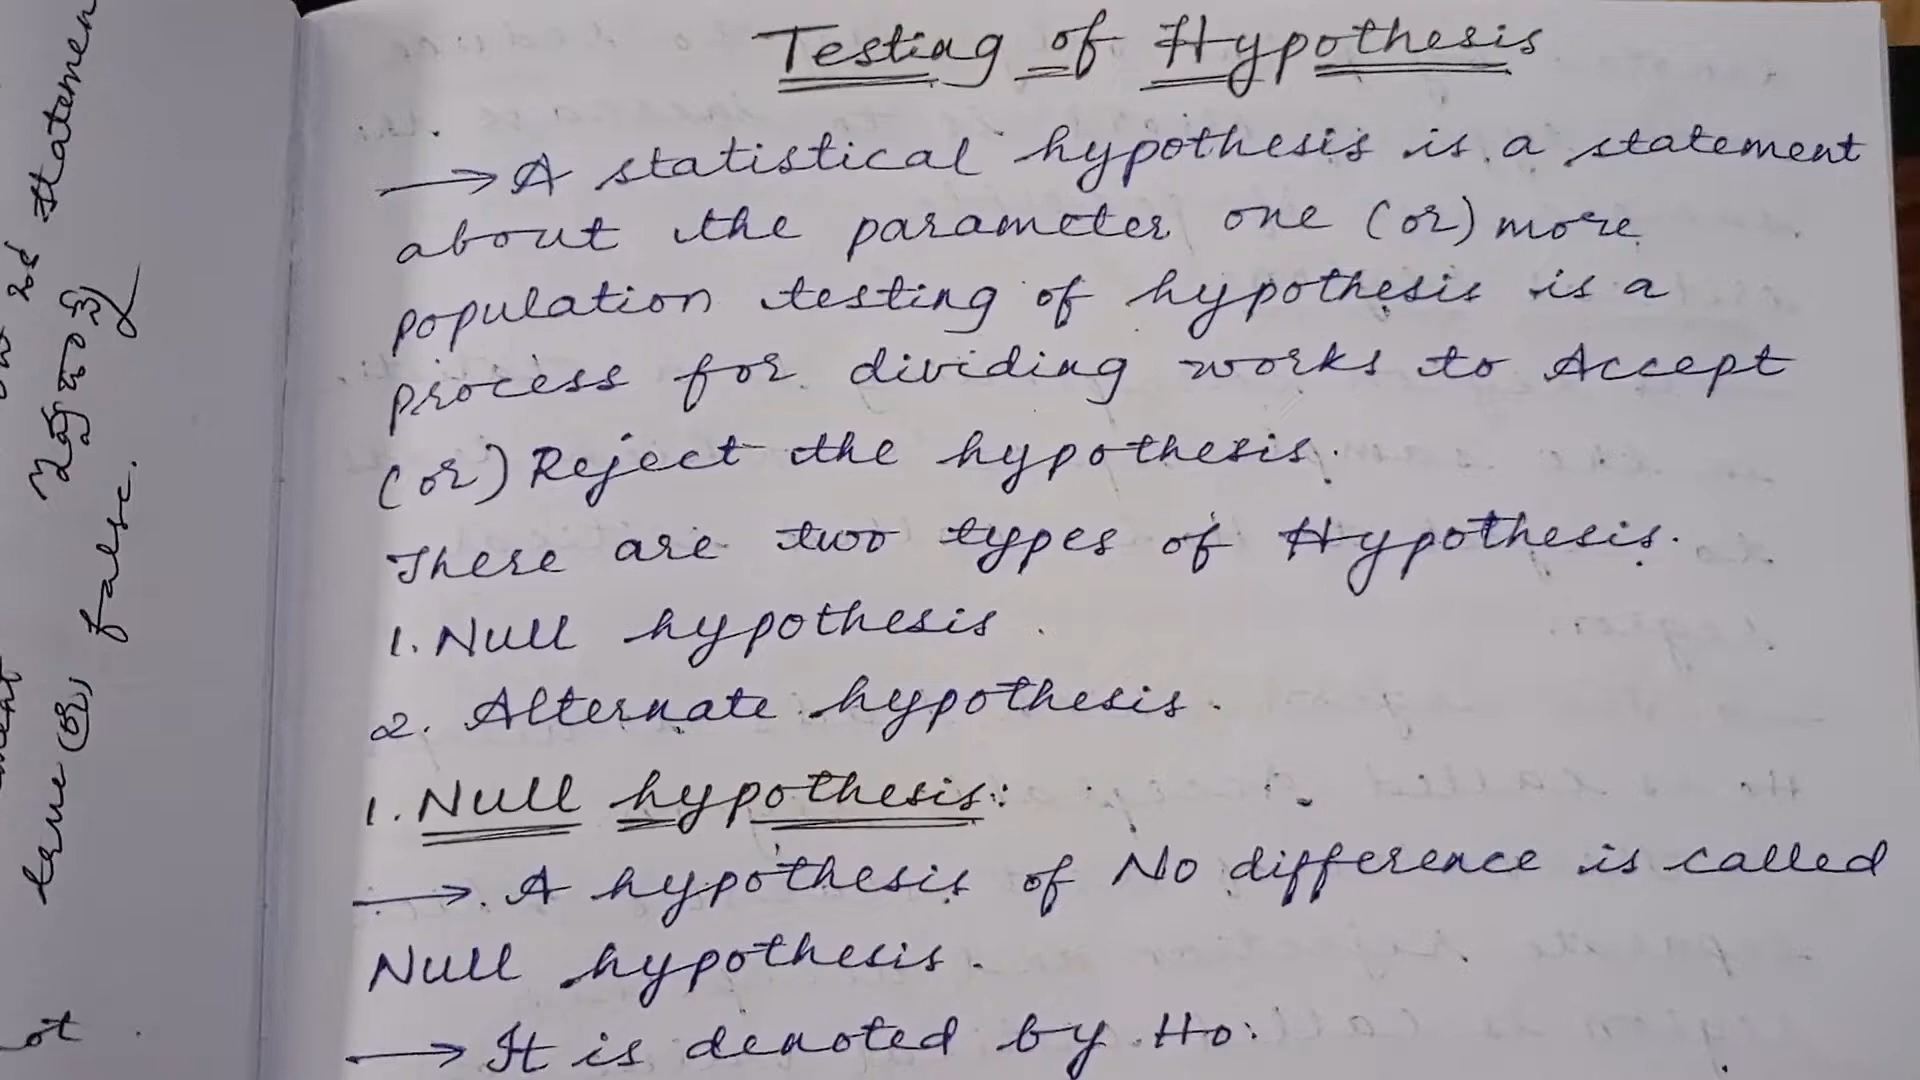 Testing of Hypothesis
→ A statistical hypothesis is a statement
about the parameter one (or) more
population testing of hypothesis is a
process for dividing works to Accept
(or) Reject the hypothesis.
There are two types of Hypothesis.
1. Null hypothesis.
2. Alternate hypothesis.
1. Null hypothesis:
→ A hypothesis of No difference is called
Null hypothesis.
→ It is denoted by Ho.
statemen
false.